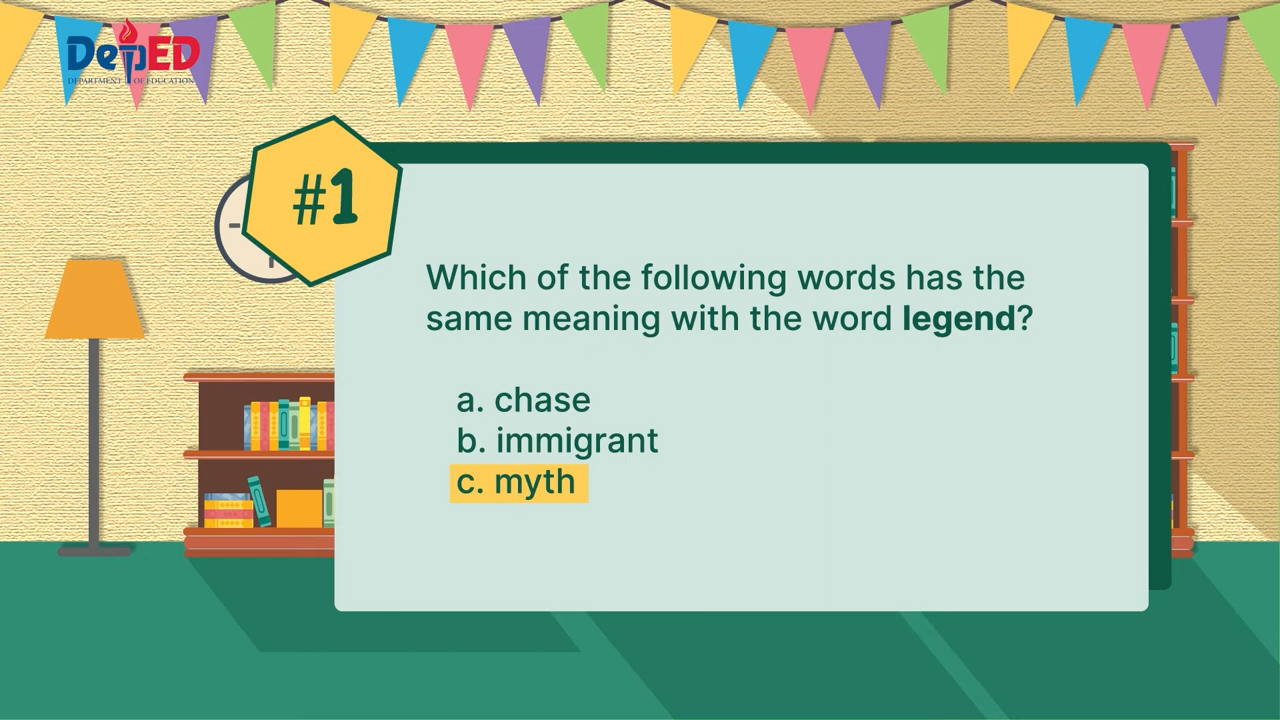 DepED
DEPARTMENT OF EDUCATION
#1
Which of the following words has the
same meaning with the word legend?
a. chase
b. immigrant
c. myth